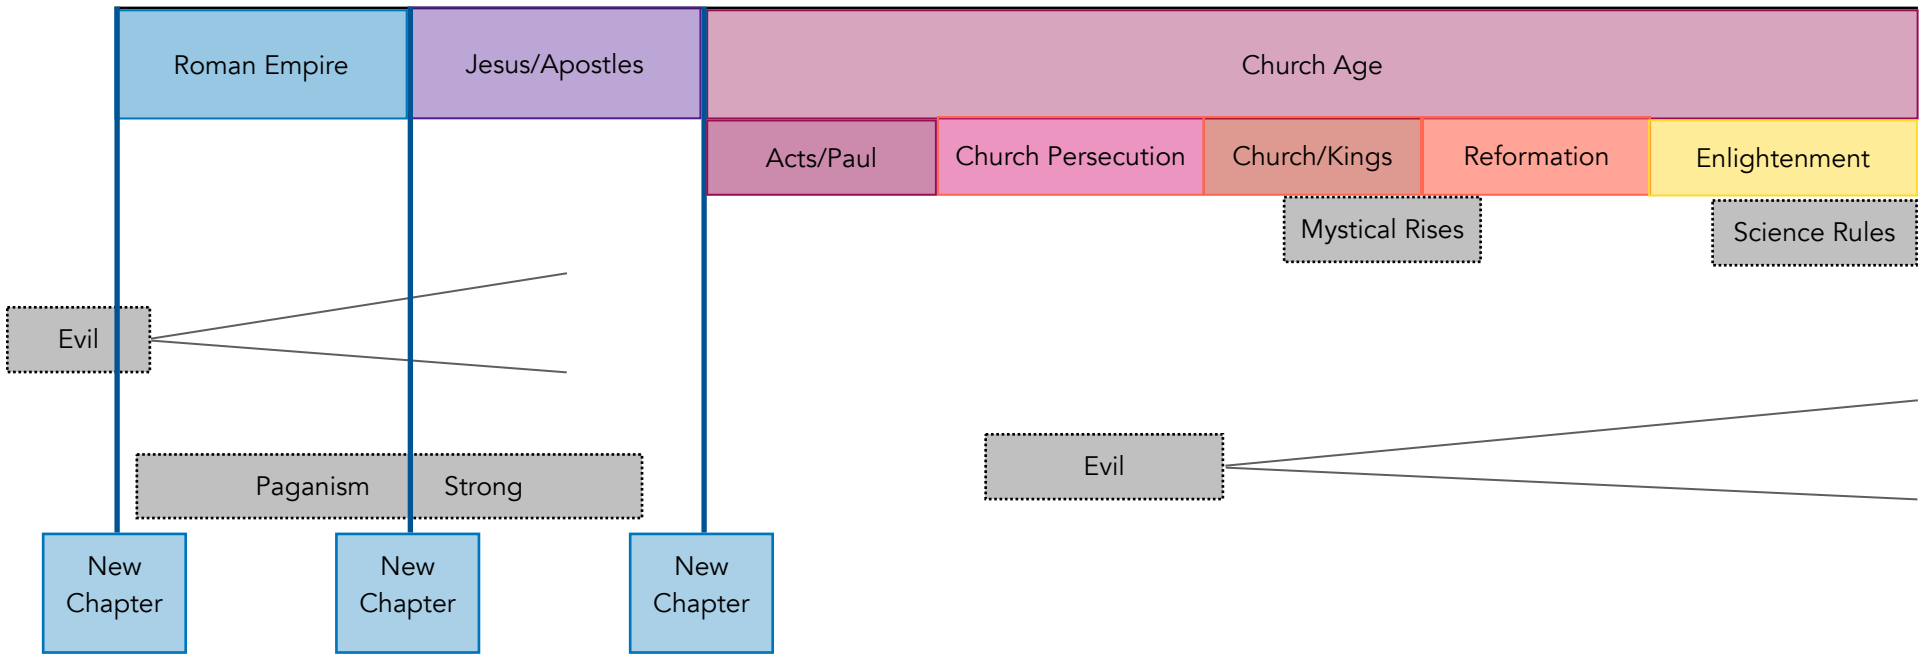 Roman Empire
Jesus/Apostles
Church Age
Acts/Paul
Church Persecution
Church/Kings
Reformation
Enlightenment
Mystical Rises
Science Rules
Evil
Evil
Paganism Strong
New
Chapter
New
Chapter
New
Chapter